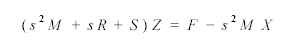 (s² M + s R + S) Z = F − s² M X